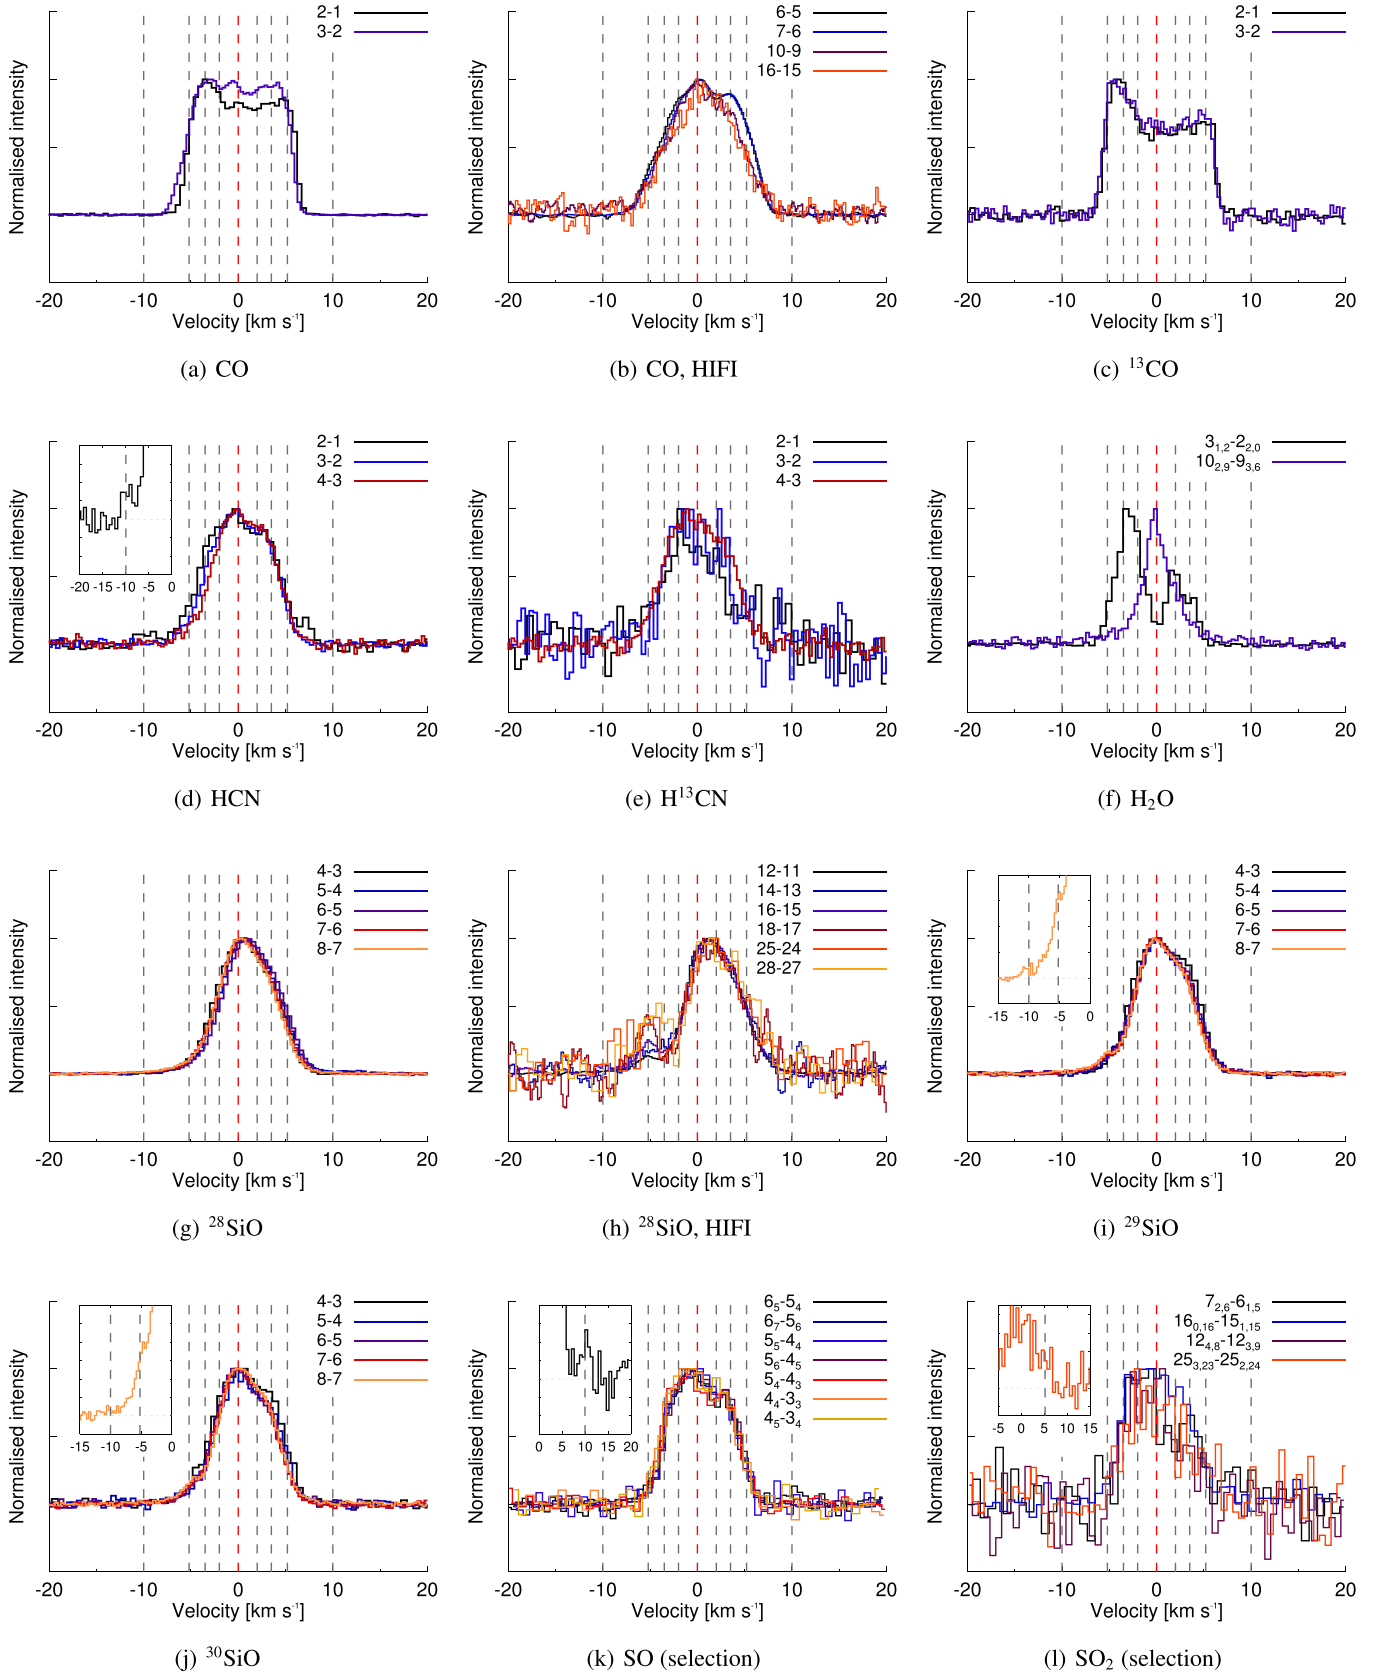 2-1
3-2
Normalised intensity
-20 -10 0 10 20
Velocity [km s⁻¹]
(a) CO
6-5
7-6
10-9
16-15
Normalised intensity
-20 -10 0 10 20
Velocity [km s⁻¹]
(b) CO, HIFI
2-1
3-2
Normalised intensity
-20 -10 0 10 20
Velocity [km s⁻¹]
(c) ¹³CO
2-1
3-2
4-3
-20 -15 -10 -5 0
Normalised intensity
-20 -10 0 10 20
Velocity [km s⁻¹]
(d) HCN
2-1
3-2
4-3
Normalised intensity
-20 -10 0 10 20
Velocity [km s⁻¹]
(e) H¹³CN
3₁,₂-2₂,₀
10₂,₉-9₃,₆
Normalised intensity
-20 -10 0 10 20
Velocity [km s⁻¹]
(f) H₂O
4-3
5-4
6-5
7-6
8-7
Normalised intensity
-20 -10 0 10 20
Velocity [km s⁻¹]
(g) ²⁸SiO
12-11
14-13
16-15
18-17
25-24
28-27
Normalised intensity
-20 -10 0 10 20
Velocity [km s⁻¹]
(h) ²⁸SiO, HIFI
4-3
5-4
6-5
7-6
8-7
-15 -10 -5 0
Normalised intensity
-20 -10 0 10 20
Velocity [km s⁻¹]
(i) ²⁹SiO
4-3
5-4
6-5
7-6
8-7
-15 -10 -5 0
Normalised intensity
-20 -10 0 10 20
Velocity [km s⁻¹]
(j) ³⁰SiO
6₅-5₄
6₇-5₆
5₅-4₄
5₆-4₅
5₄-4₃
4₄-3₃
4₅-3₄
0 5 10 15 20
Normalised intensity
-20 -10 0 10 20
Velocity [km s⁻¹]
(k) SO (selection)
7₂,₆-6₁,₅
16₀,₁₆-15₁,₁₅
12₄,₈-12₃,₉
25₃,₂₃-25₂,₂₄
-5 0 5 10 15
Normalised intensity
-20 -10 0 10 20
Velocity [km s⁻¹]
(l) SO₂ (selection)